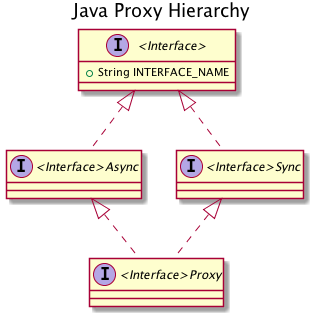 Java Proxy Hierarchy
I <Interface>
String INTERFACE_NAME
I <Interface>Async
I <Interface>Sync
I <Interface>Proxy